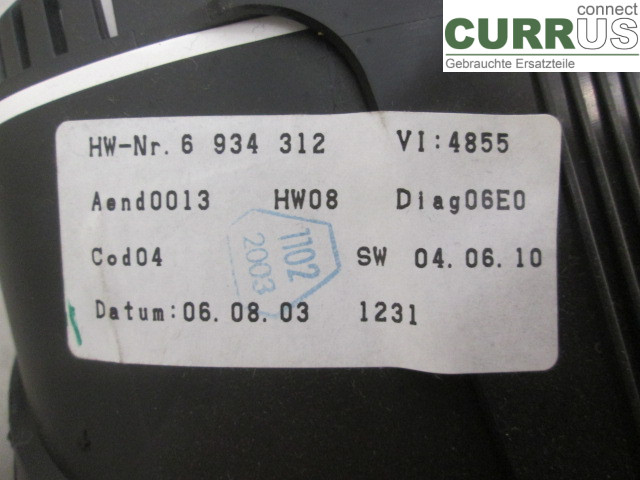 connect
CURRUS
Gebrauchte Ersatzteile
HW-Nr. 6 934 312 VI:4855
Aend0013 HW08 Diag06E0
Cod04 SW 04.06.10
1102
2003
Datum:06.08.03 1231